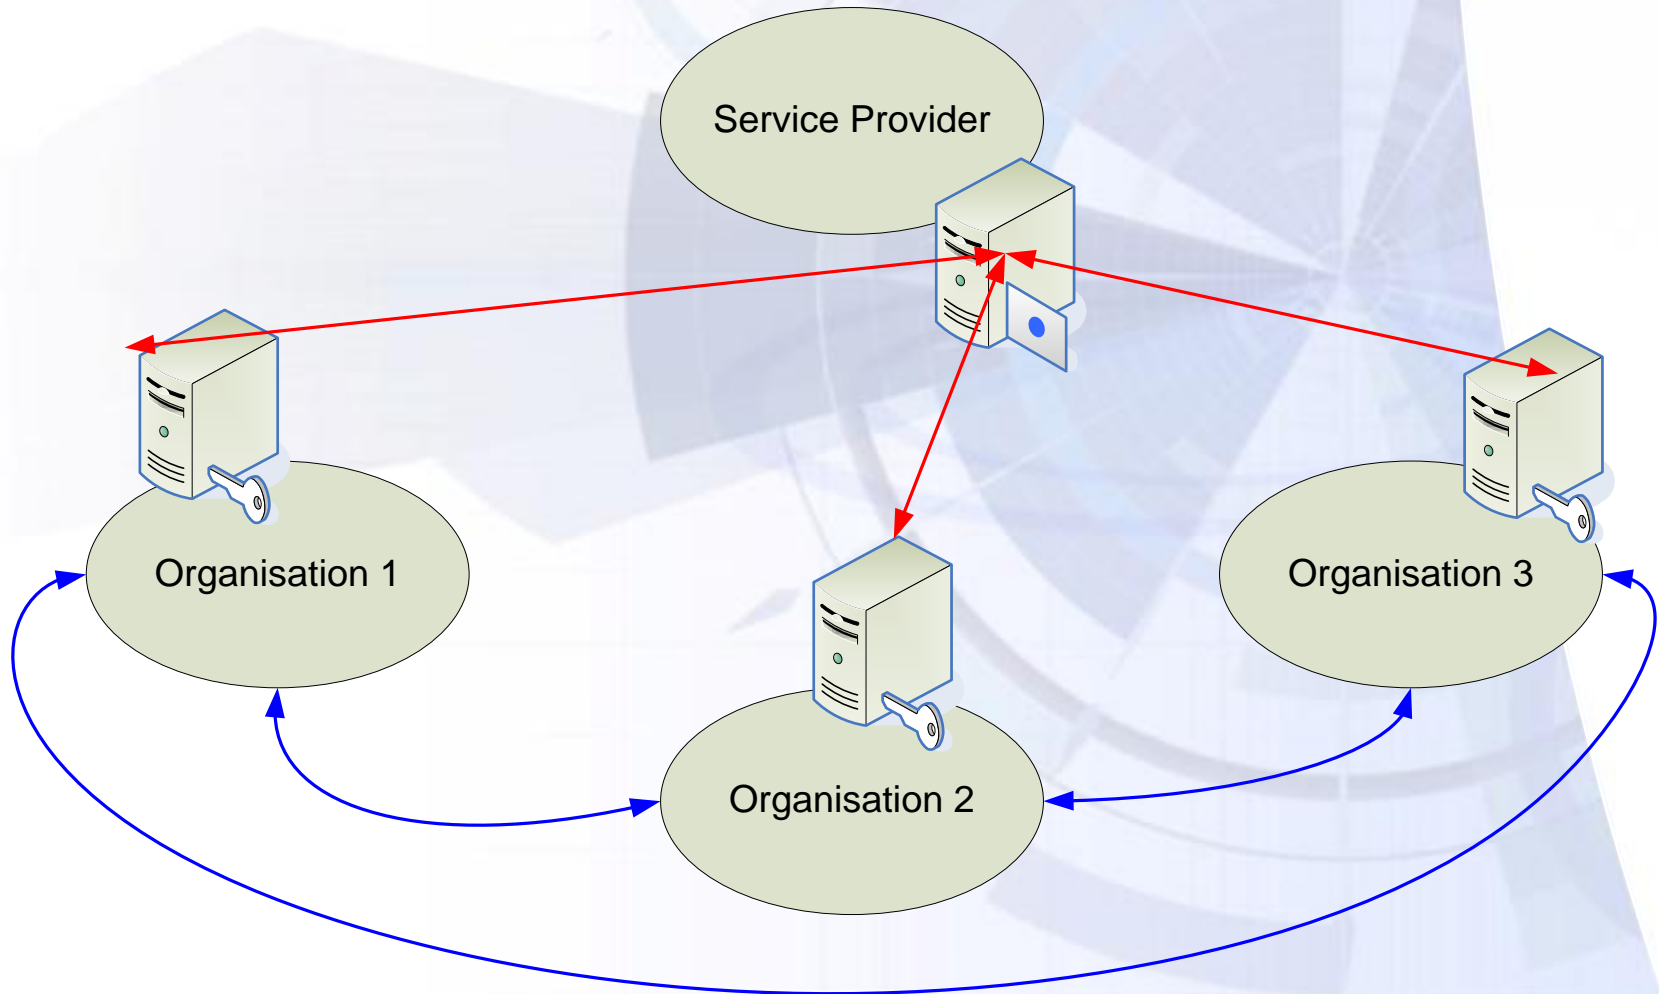 Service Provider
Organisation 1
Organisation 3
Organisation 2